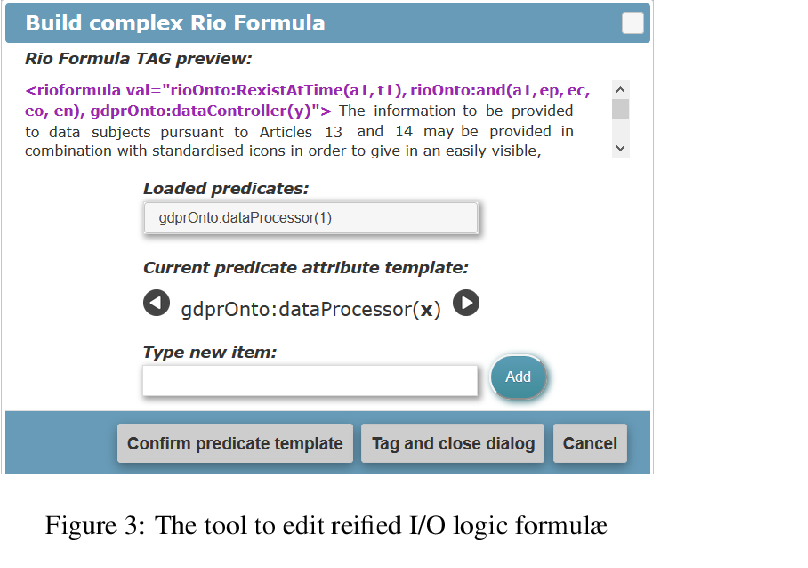 Build complex Rio Formula
Rio Formula TAG preview:
<rioformula val="rioOnto:RexistAtTime(a1,t1),rioOnto:and(a1,ep,ec,
eo, en), gdprOnto:dataController(y)"> The information to be provided
to data subjects pursuant to Articles 13 and 14 may be provided in
combination with standardised icons in order to give in an easily visible,
Loaded predicates:
gdprOnto.dataProcessor(1)
Current predicate attribute template:
gdprOnto:dataProcessor(x)
Type new item:
Add
Confirm predicate template
Tag and close dialog
Cancel
Figure 3: The tool to edit reified I/O logic formulæ